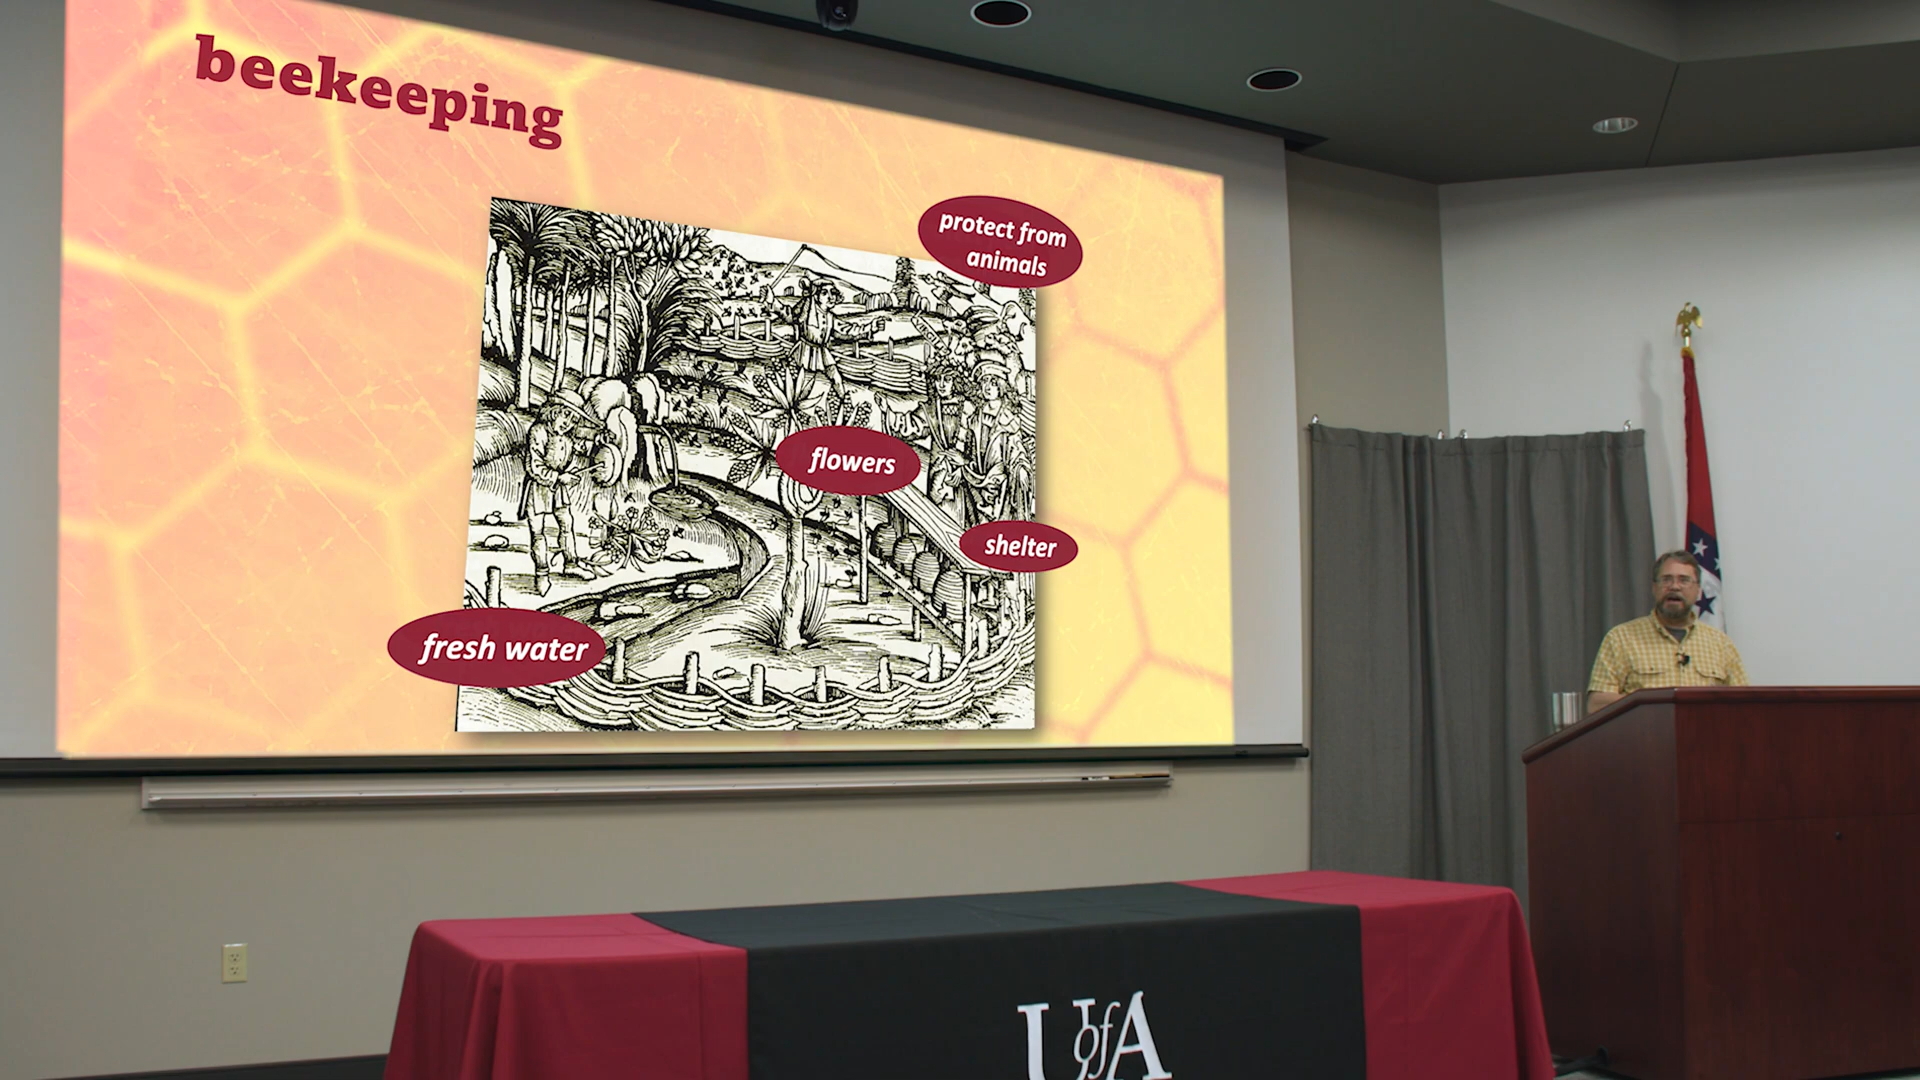 beekeeping
protect from
animals
flowers
shelter
fresh water
UofA